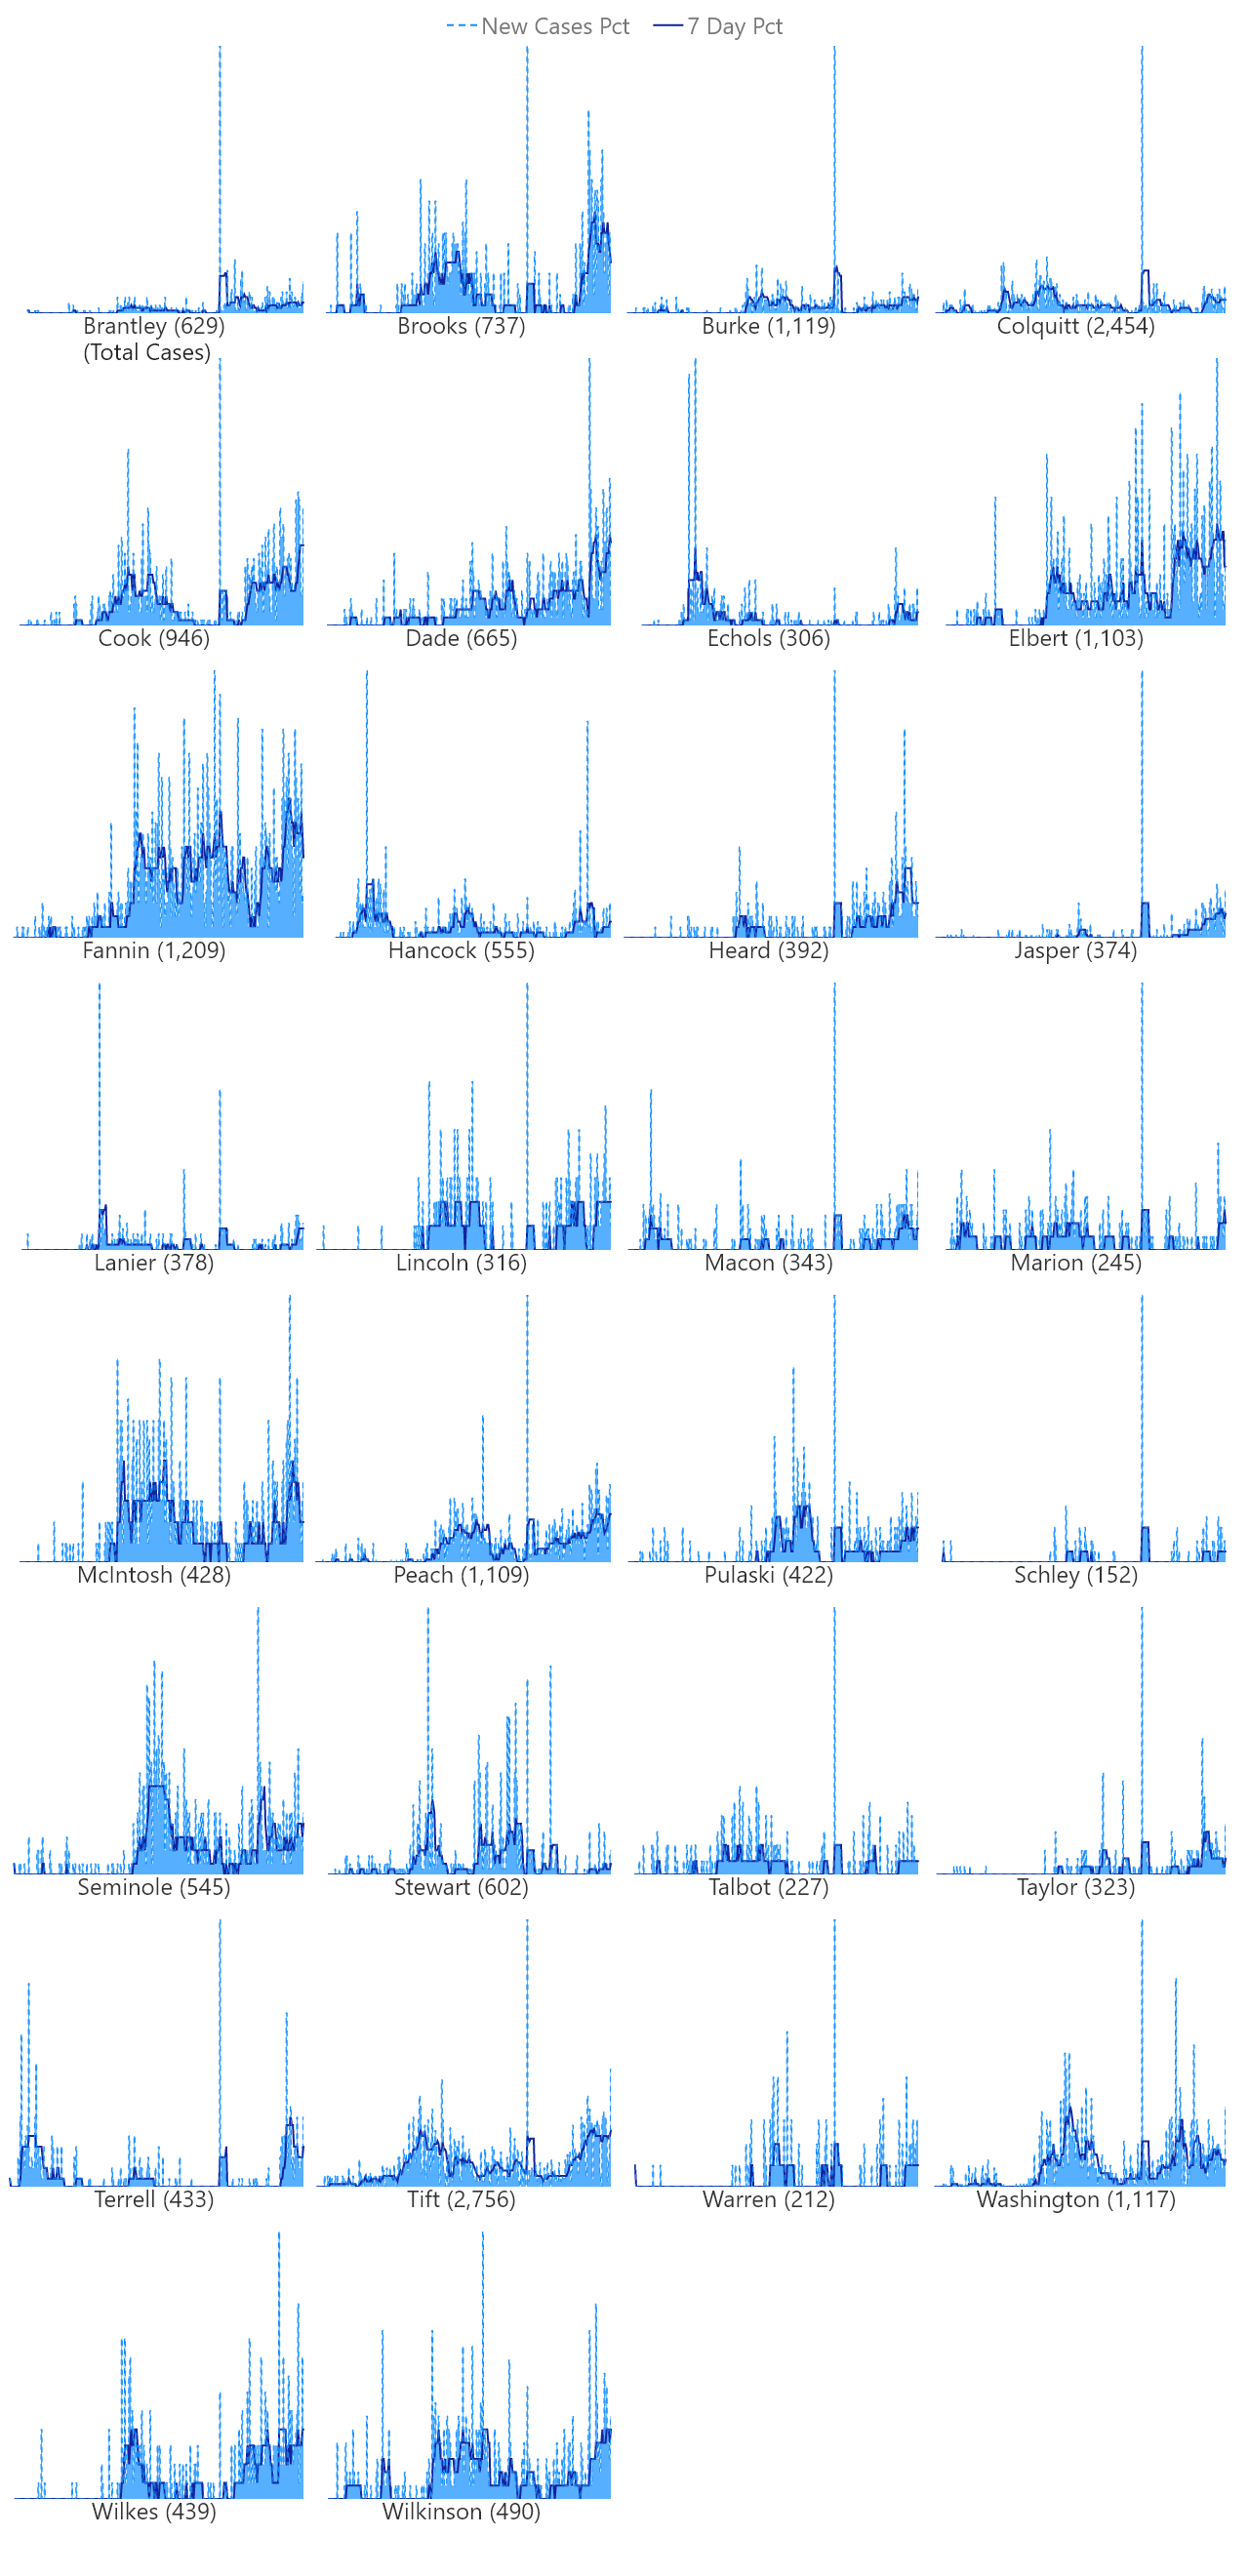 New Cases Pct 7 Day Pct
Brantley (629) Brooks (737) Burke (1,119) Colquitt (2,454)
(Total Cases)
Cook (946) Dade (665) Echols (306) Elbert (1,103)
Fannin (1,209) Hancock (555) Heard (392) Jasper (374)
Lanier (378) Lincoln (316) Macon (343) Marion (245)
McIntosh (428) Peach (1,109) Pulaski (422) Schley (152)
Seminole (545) Stewart (602) Talbot (227) Taylor (323)
Terrell (433) Tift (2,756) Warren (212) Washington (1,117)
Wilkes (439) Wilkinson (490)